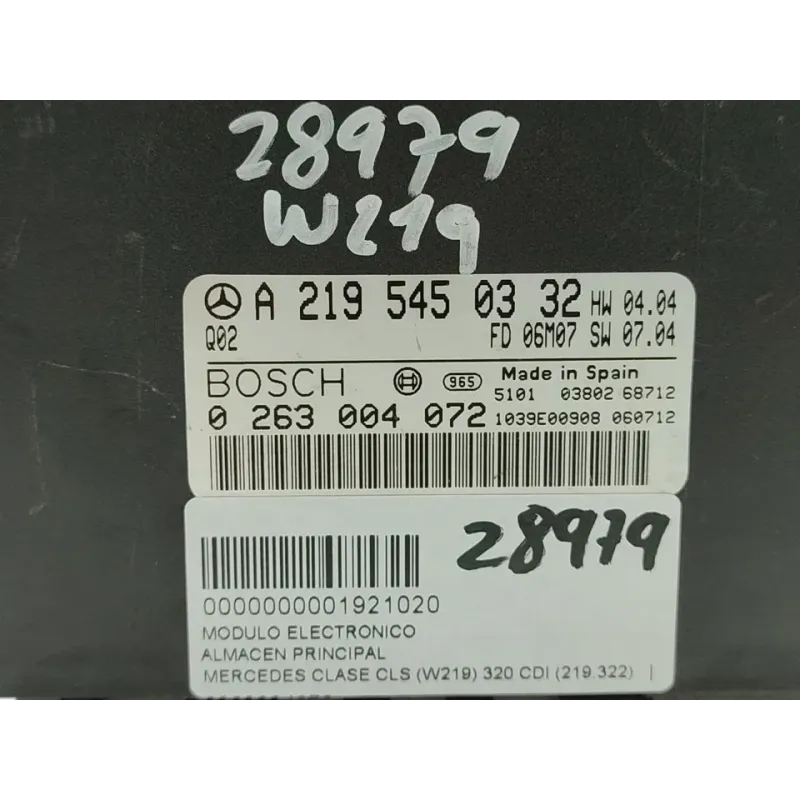 28979
W219
A 219 545 03 32 HW 04.04
Q02 FD 06M07 SW 07.04
BOSCH 965 Made in Spain
5101 03802 68712
0 263 004 072 1039E00908 060712
28979
0000000001921020
MODULO ELECTRONICO
ALMACEN PRINCIPAL
MERCEDES CLASE CLS (W219) 320 CDI (219.322) |